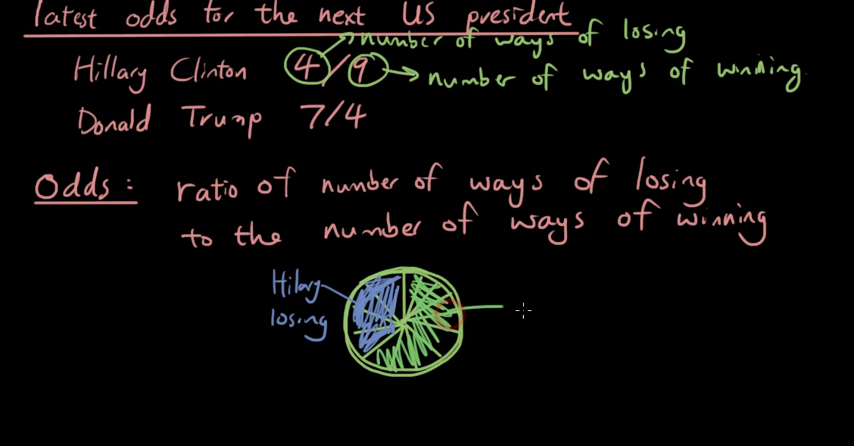 latest odds for the next US president
number of ways of losing
Hillary Clinton 4/9
number of ways of winning
Donald Trump 7/4
Odds: ratio of number of ways of losing
to the number of ways of winning
Hilary
losing